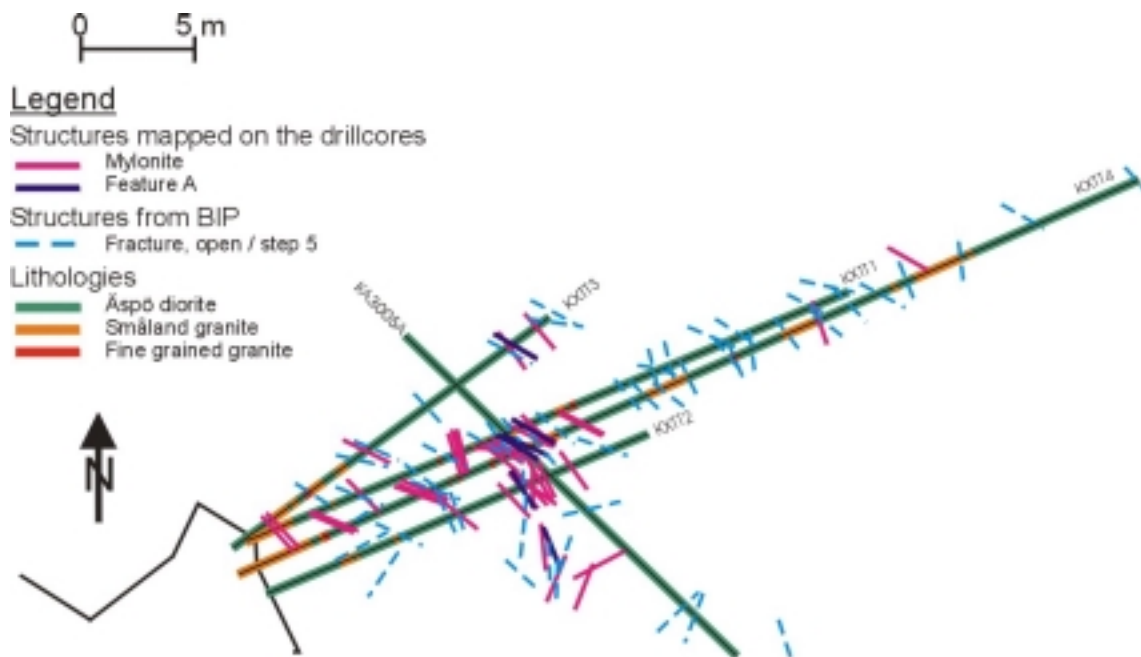 0 5 m
Legend
Structures mapped on the drillcores
Mylonite
Feature A
Structures from BIP
Fracture, open / step 5
Lithologies
Äspö diorite
Småland granite
Fine grained granite
N
KA3005A
KXTT3
KXTT1
KXTT4
KXTT2